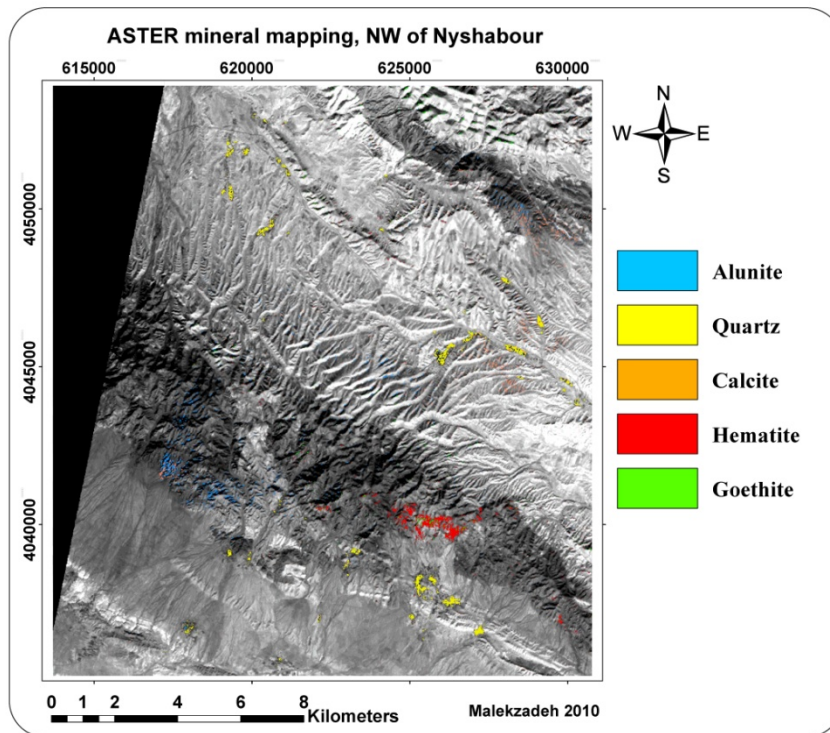 ASTER mineral mapping, NW of Nyshabour
615000 620000 625000 630000
N
W E
S
4050000
4045000
4040000
Alunite
Quartz
Calcite
Hematite
Goethite
0 1 2 4 6 8
Kilometers
Malekzadeh 2010